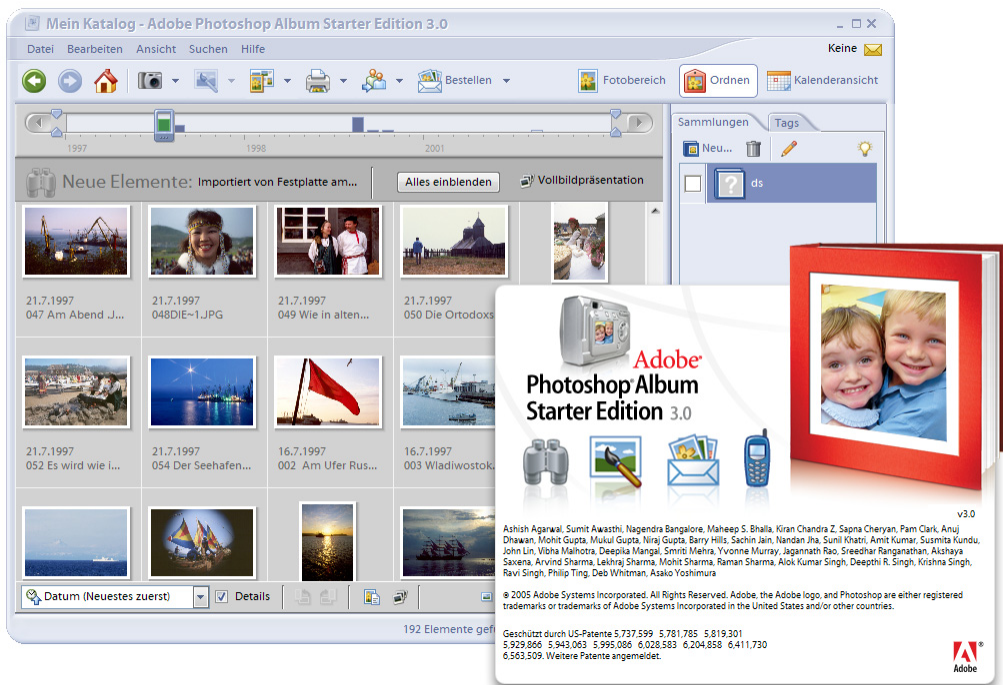 Mein Katalog - Adobe Photoshop Album Starter Edition 3.0
Datei Bearbeiten Ansicht Suchen Hilfe
Keine
Bestellen
Fotobereich
Ordnen
Kalenderansicht
1997 1998 2001
Sammlungen Tags
Neu...
ds
Neue Elemente: Importiert von Festplatte am...
Alles einblenden
Vollbildpräsentation
21.7.1997 21.7.1997 21.7.1997 21.7.1997
047 Am Abend .J... 048DIE~1.JPG 049 Wie in alten... 050 Die Ortodoxs
21.7.1997 21.7.1997 16.7.1997 16.7.1997
052 Es wird wie i... 054 Der Seehafen... 002 Am Ufer Rus... 003 Wladiwostok.
Datum (Neuestes zuerst)
Details
192 Elemente gefu
Adobe®
Photoshop® Album
Starter Edition 3.0
v3.0
Ashish Agarwal, Sumit Awasthi, Nagendra Bangalore, Maheep S. Bhalla, Kiran Chandra Z, Sapna Cheryan, Pam Clark, Anuj
Dhawan, Mohit Gupta, Mukul Gupta, Niraj Gupta, Barry Hills, Sachin Jain, Nandan Jha, Sunil Khatri, Amit Kumar, Susmita Kundu,
John Lin, Vibha Malhotra, Deepika Mangal, Smriti Mehra, Yvonne Murray, Jagannath Rao, Sreedhar Ranganathan, Akshaya
Saxena, Arvind Sharma, Lekhraj Sharma, Mohit Sharma, Raman Sharma, Alok Kumar Singh, Deepthi R. Singh, Krishna Singh,
Ravi Singh, Philip Ting, Deb Whitman, Asako Yoshimura
© 2005 Adobe Systems Incorporated. All Rights Reserved. Adobe, the Adobe logo, and Photoshop are either registered
trademarks or trademarks of Adobe Systems Incorporated in the United States and/or other countries.
Geschützt durch US-Patente 5,737,599 5,781,785 5,819,301
5,929,866 5,943,063 5,995,086 6,028,583 6,204,858 6,411,730
6,563,509. Weitere Patente angemeldet.
Adobe